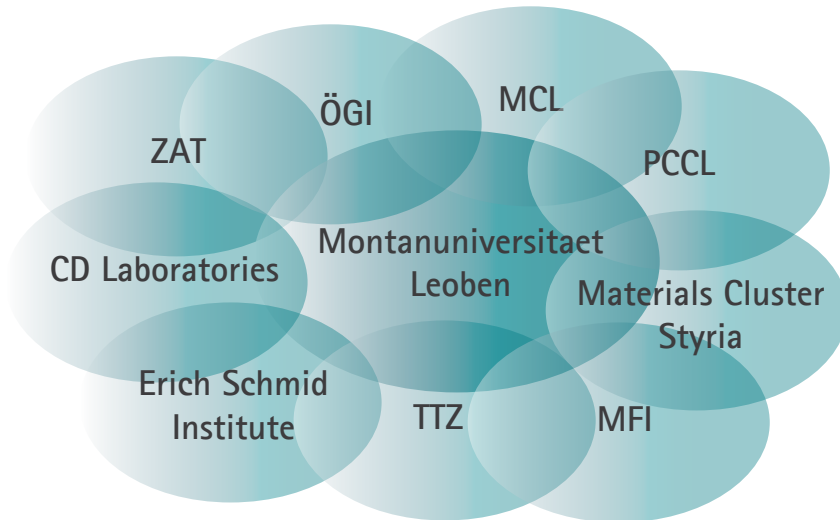 MCL
ÖGI
ZAT
PCCL
Montanuniversitaet
Leoben
CD Laboratories
Materials Cluster
Styria
Erich Schmid
Institute
TTZ
MFI